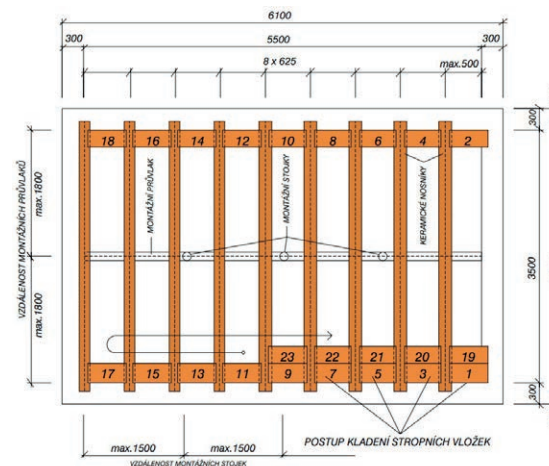 6100
300 5500 300
8 x 625 max.500
300
18 16 14 12 10 8 6 4 2
VZDÁLENOST MONTÁŽNÍCH PRŮVLAKŮ
max.1800
MONTÁŽNÍ PRŮVLAK
MONTÁŽNÍ STOJKY
KERAMICKÉ NOSNÍKY
3500
max.1800
23 22 21 20 19
17 15 13 11 9 7 5 3 1
300
max.1500 max.1500
POSTUP KLADENÍ STROPNÍCH VLOŽEK
VZDÁLENOST MONTÁŽNÍCH STOJEK